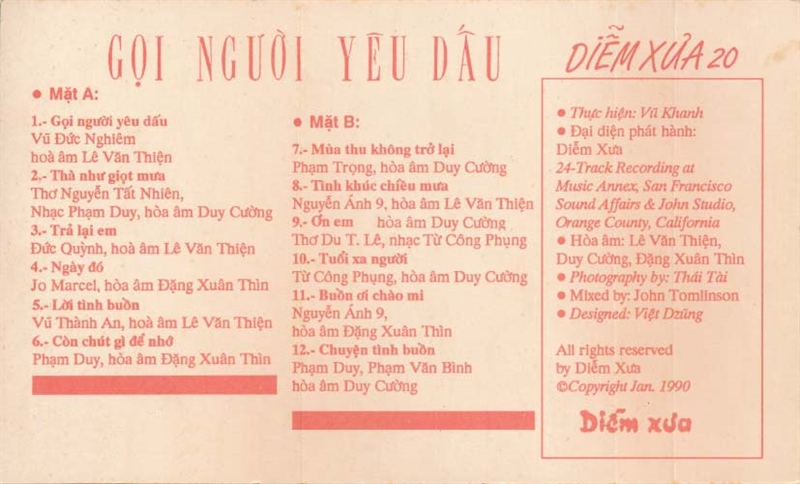 GỌI NGƯỜI YÊU DẤU
● Mặt A:
1.- Gọi người yêu dấu
Vũ Đức Nghiêm
hoà âm Lê Văn Thiện
2.- Thà như giọt mưa
Thơ Nguyễn Tất Nhiên,
Nhạc Phạm Duy, hòa âm Duy Cường
3.- Trả lại em
Đức Quỳnh, hoà âm Lê Văn Thiện
4.- Ngày đó
Jo Marcel, hòa âm Đặng Xuân Thìn
5.- Lời tình buồn
Vũ Thành An, hoà âm Lê Văn Thiện
6.- Còn chút gì để nhớ
Phạm Duy, hòa âm Đặng Xuân Thìn
● Mặt B:
7.- Mùa thu không trở lại
Phạm Trọng, hòa âm Duy Cường
8.- Tình khúc chiều mưa
Nguyễn Ánh 9, hòa âm Lê Văn Thiện
9.- Ơn em hòa âm Duy Cường
Thơ Du T. Lê, nhạc Từ Công Phụng
10.- Tuổi xa người
Từ Công Phụng, hòa âm Duy Cường
11.- Buồn ơi chào mi
Nguyễn Ánh 9,
hòa âm Đặng Xuân Thìn
12.- Chuyện tình buồn
Phạm Duy, Phạm Văn Bình
hòa âm Duy Cường
DIỄM XƯA 20
● Thực hiện: Vũ Khanh
● Đại diện phát hành:
Diễm Xưa
24-Track Recording at
Music Annex, San Francisco
Sound Affairs & John Studio,
Orange County, California
● Hòa âm: Lê Văn Thiện,
Duy Cường, Đặng Xuân Thìn
● Photography by: Thái Tài
● Mixed by: John Tomlinson
● Designed: Việt Dzũng
All rights reserved
by Diễm Xưa
©Copyright Jan. 1990
Diễm xưa